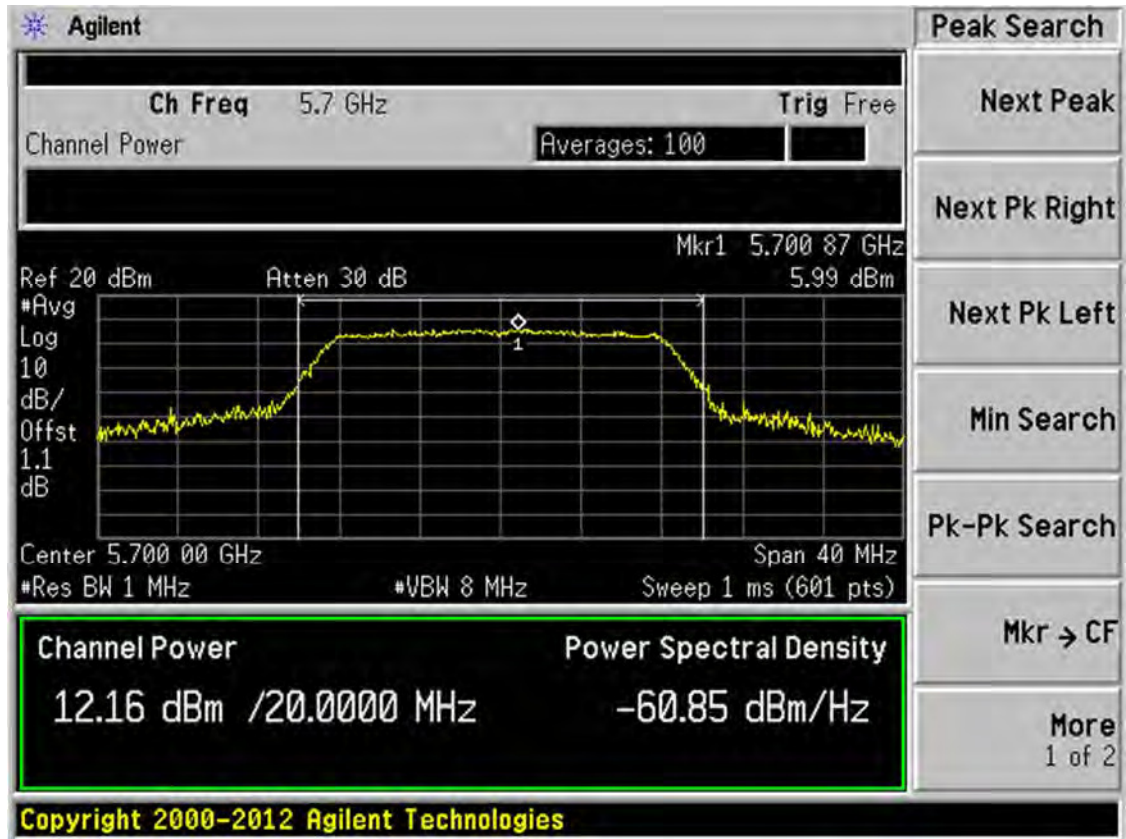 Agilent
Peak Search
Ch Freq 5.7 GHz Trig Free
Channel Power Averages: 100
Mkr1 5.700 87 GHz
Ref 20 dBm Atten 30 dB 5.99 dBm
#Avg
Log
10
dB/
Offst
1.1
dB
1
Center 5.700 00 GHz Span 40 MHz
#Res BW 1 MHz #VBW 8 MHz Sweep 1 ms (601 pts)
Channel Power Power Spectral Density
12.16 dBm /20.0000 MHz -60.85 dBm/Hz
Copyright 2000-2012 Agilent Technologies
Next Peak
Next Pk Right
Next Pk Left
Min Search
Pk-Pk Search
Mkr → CF
More
1 of 2